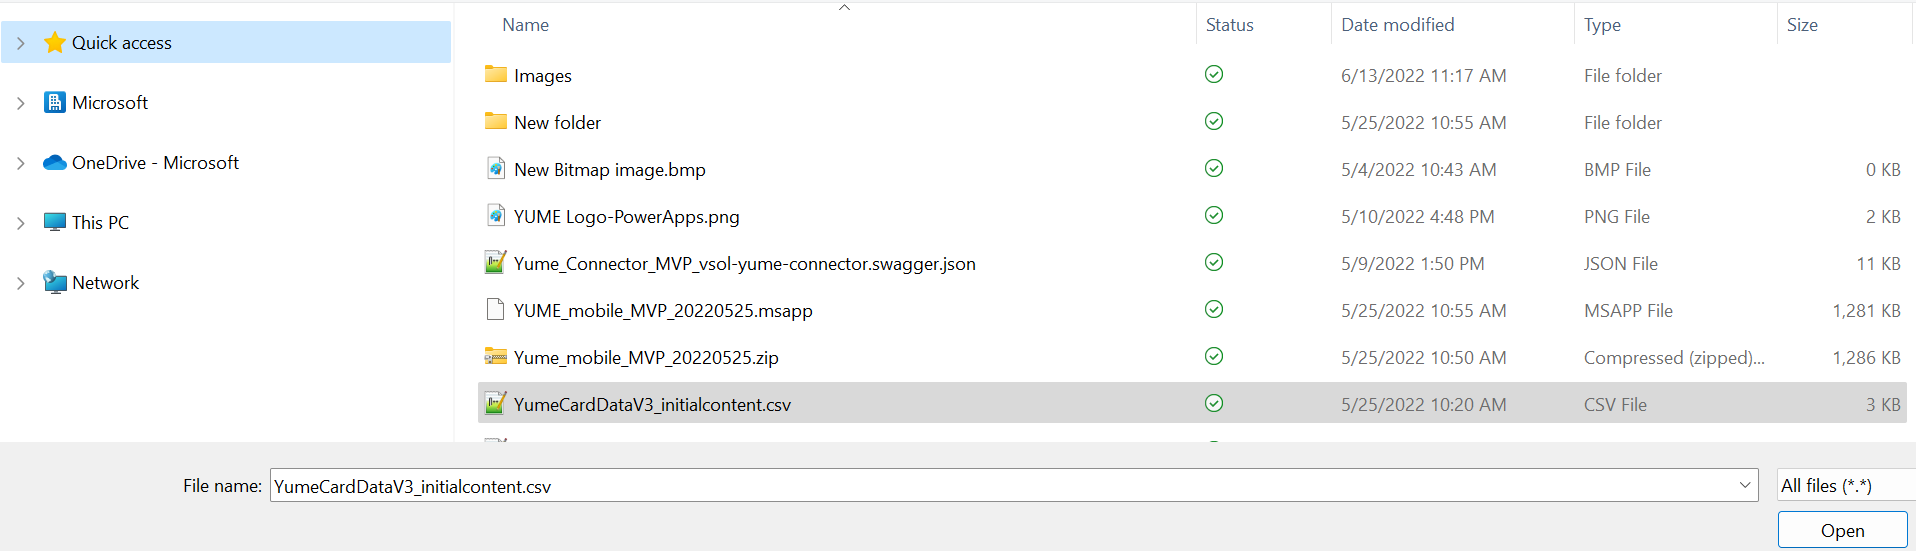 Name Status Date modified Type Size
Quick access
Images 6/13/2022 11:17 AM File folder
Microsoft
New folder 5/25/2022 10:55 AM File folder
OneDrive - Microsoft
New Bitmap image.bmp 5/4/2022 10:43 AM BMP File 0 KB
This PC
YUME Logo-PowerApps.png 5/10/2022 4:48 PM PNG File 2 KB
Network
Yume_Connector_MVP_vsol-yume-connector.swagger.json 5/9/2022 1:50 PM JSON File 11 KB
YUME_mobile_MVP_20220525.msapp 5/25/2022 10:55 AM MSAPP File 1,281 KB
Yume_mobile_MVP_20220525.zip 5/25/2022 10:50 AM Compressed (zipped)... 1,286 KB
YumeCardDataV3_initialcontent.csv 5/25/2022 10:20 AM CSV File 3 KB
File name: YumeCardDataV3_initialcontent.csv All files (*.*)
Open